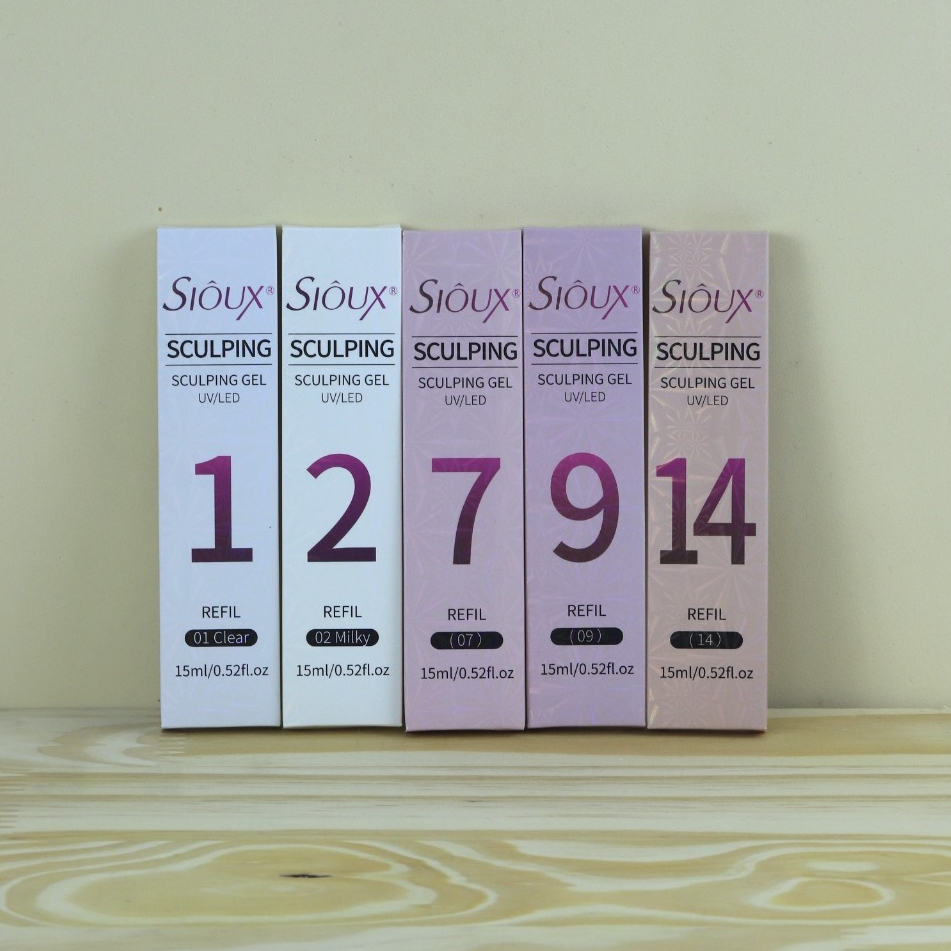 SIÔUX®
SCULPING
SCULPING GEL
UV/LED
1
REFIL
01 Clear
15ml/0.52fl.oz
SIÔUX®
SCULPING
SCULPING GEL
UV/LED
2
REFIL
02 Milky
15ml/0.52fl.oz
SIÔUX®
SCULPING
SCULPING GEL
UV/LED
7
REFIL
(07)
15ml/0.52fl.oz
SIÔUX®
SCULPING
SCULPING GEL
UV/LED
9
REFIL
(09)
15ml/0.52fl.oz
SIÔUX®
SCULPING
SCULPING GEL
UV/LED
14
REFIL
(14)
15ml/0.52fl.oz